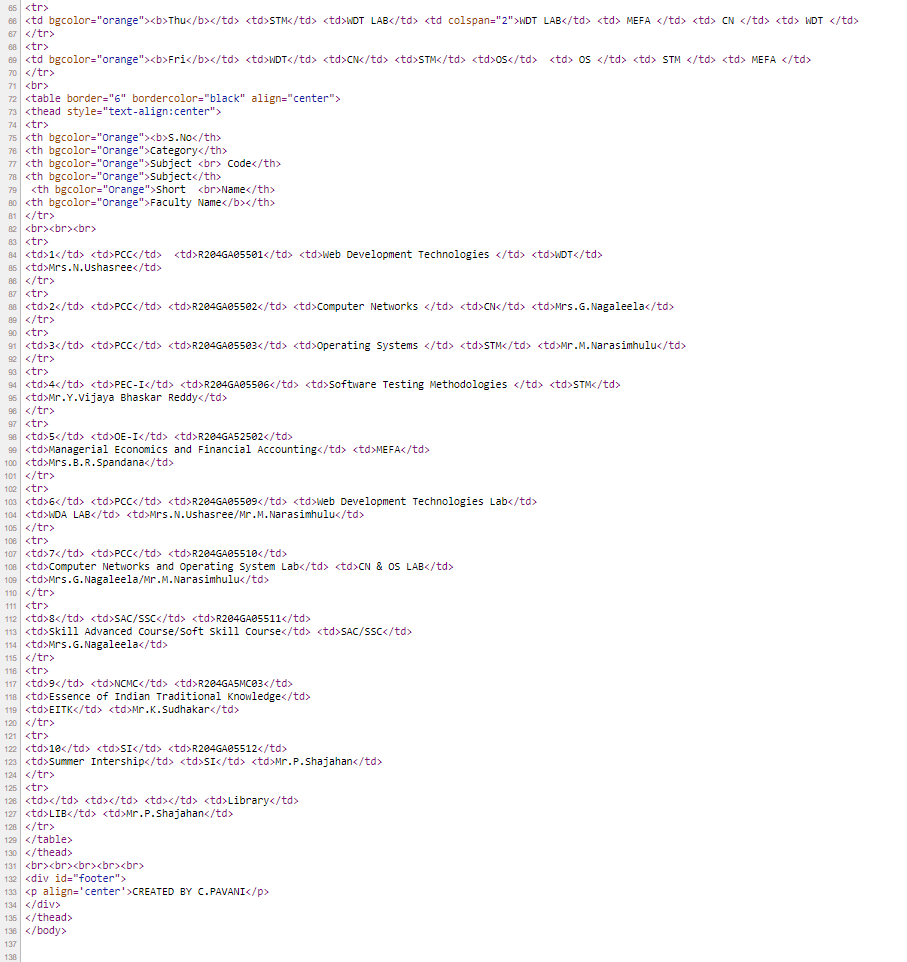 65 <tr>
66 <td bgcolor="orange"><b>Thu</b></td> <td>STM</td> <td>WDT LAB</td> <td colspan="2">WDT LAB</td> <td> MEFA </td> <td> CN </td> <td> WDT </td>
67 </tr>
68 <tr>
69 <td bgcolor="orange"><b>Fri</b></td> <td>WDT</td> <td>CN</td> <td>STM</td> <td>OS</td>  <td> OS </td> <td> STM </td> <td> MEFA </td>
70 </tr>
71 <br>
72 <table border="6" bordercolor="black" align="center">
73 <thead style="text-align:center">
74 <tr>
75 <th bgcolor="Orange"><b>S.No</th>
76 <th bgcolor="Orange">Category</th>
77 <th bgcolor="Orange">Subject <br> Code</th>
78 <th bgcolor="Orange">Subject</th>
79  <th bgcolor="Orange">Short  <br>Name</th>
80 <th bgcolor="Orange">Faculty Name</b></th>
81 </tr>
82 <br><br><br>
83 <tr>
84 <td>1</td> <td>PCC</td>  <td>R204GA05501</td> <td>Web Development Technologies </td> <td>WDT</td>
85 <td>Mrs.N.Ushasree</td>
86 </tr>
87 <tr>
88 <td>2</td> <td>PCC</td> <td>R204GA05502</td> <td>Computer Networks </td> <td>CN</td> <td>Mrs.G.Nagaleela</td>
89 </tr>
90 <tr>
91 <td>3</td> <td>PCC</td> <td>R204GA05503</td> <td>Operating Systems </td> <td>STM</td> <td>Mr.M.Narasimhulu</td>
92 </tr>
93 <tr>
94 <td>4</td> <td>PEC-I</td> <td>R204GA05506</td> <td>Software Testing Methodologies </td> <td>STM</td>
95 <td>Mr.Y.Vijaya Bhaskar Reddy</td>
96 </tr>
97 <tr>
98 <td>5</td> <td>OE-I</td> <td>R204GA52502</td>
99 <td>Managerial Economics and Financial Accounting</td> <td>MEFA</td>
100 <td>Mrs.B.R.Spandana</td>
101 </tr>
102 <tr>
103 <td>6</td> <td>PCC</td> <td>R204GA05509</td> <td>Web Development Technologies Lab</td>
104 <td>WDA LAB</td> <td>Mrs.N.Ushasree/Mr.M.Narasimhulu</td>
105 </tr>
106 <tr>
107 <td>7</td> <td>PCC</td> <td>R204GA05510</td>
108 <td>Computer Networks and Operating System Lab</td> <td>CN & OS LAB</td>
109 <td>Mrs.G.Nagaleela/Mr.M.Narasimhulu</td>
110 </tr>
111 <tr>
112 <td>8</td> <td>SAC/SSC</td> <td>R204GA05511</td>
113 <td>Skill Advanced Course/Soft Skill Course</td> <td>SAC/SSC</td>
114 <td>Mrs.G.Nagaleela</td>
115 </tr>
116 <tr>
117 <td>9</td> <td>NCMC</td> <td>R204GA5MC03</td>
118 <td>Essence of Indian Traditional Knowledge</td>
119 <td>EITK</td> <td>Mr.K.Sudhakar</td>
120 </tr>
121 <tr>
122 <td>10</td> <td>SI</td> <td>R204GA05512</td>
123 <td>Summer Intership</td> <td>SI</td> <td>Mr.P.Shajahan</td>
124 </tr>
125 <tr>
126 <td></td> <td></td> <td></td> <td>Library</td>
127 <td>LIB</td> <td>Mr.P.Shajahan</td>
128 </tr>
129 </table>
130 </thead>
131 <br><br><br><br><br>
132 <div id="footer">
133 <p align='center'>CREATED BY C.PAVANI</p>
134 </div>
135 </thead>
136 </body>
137
138